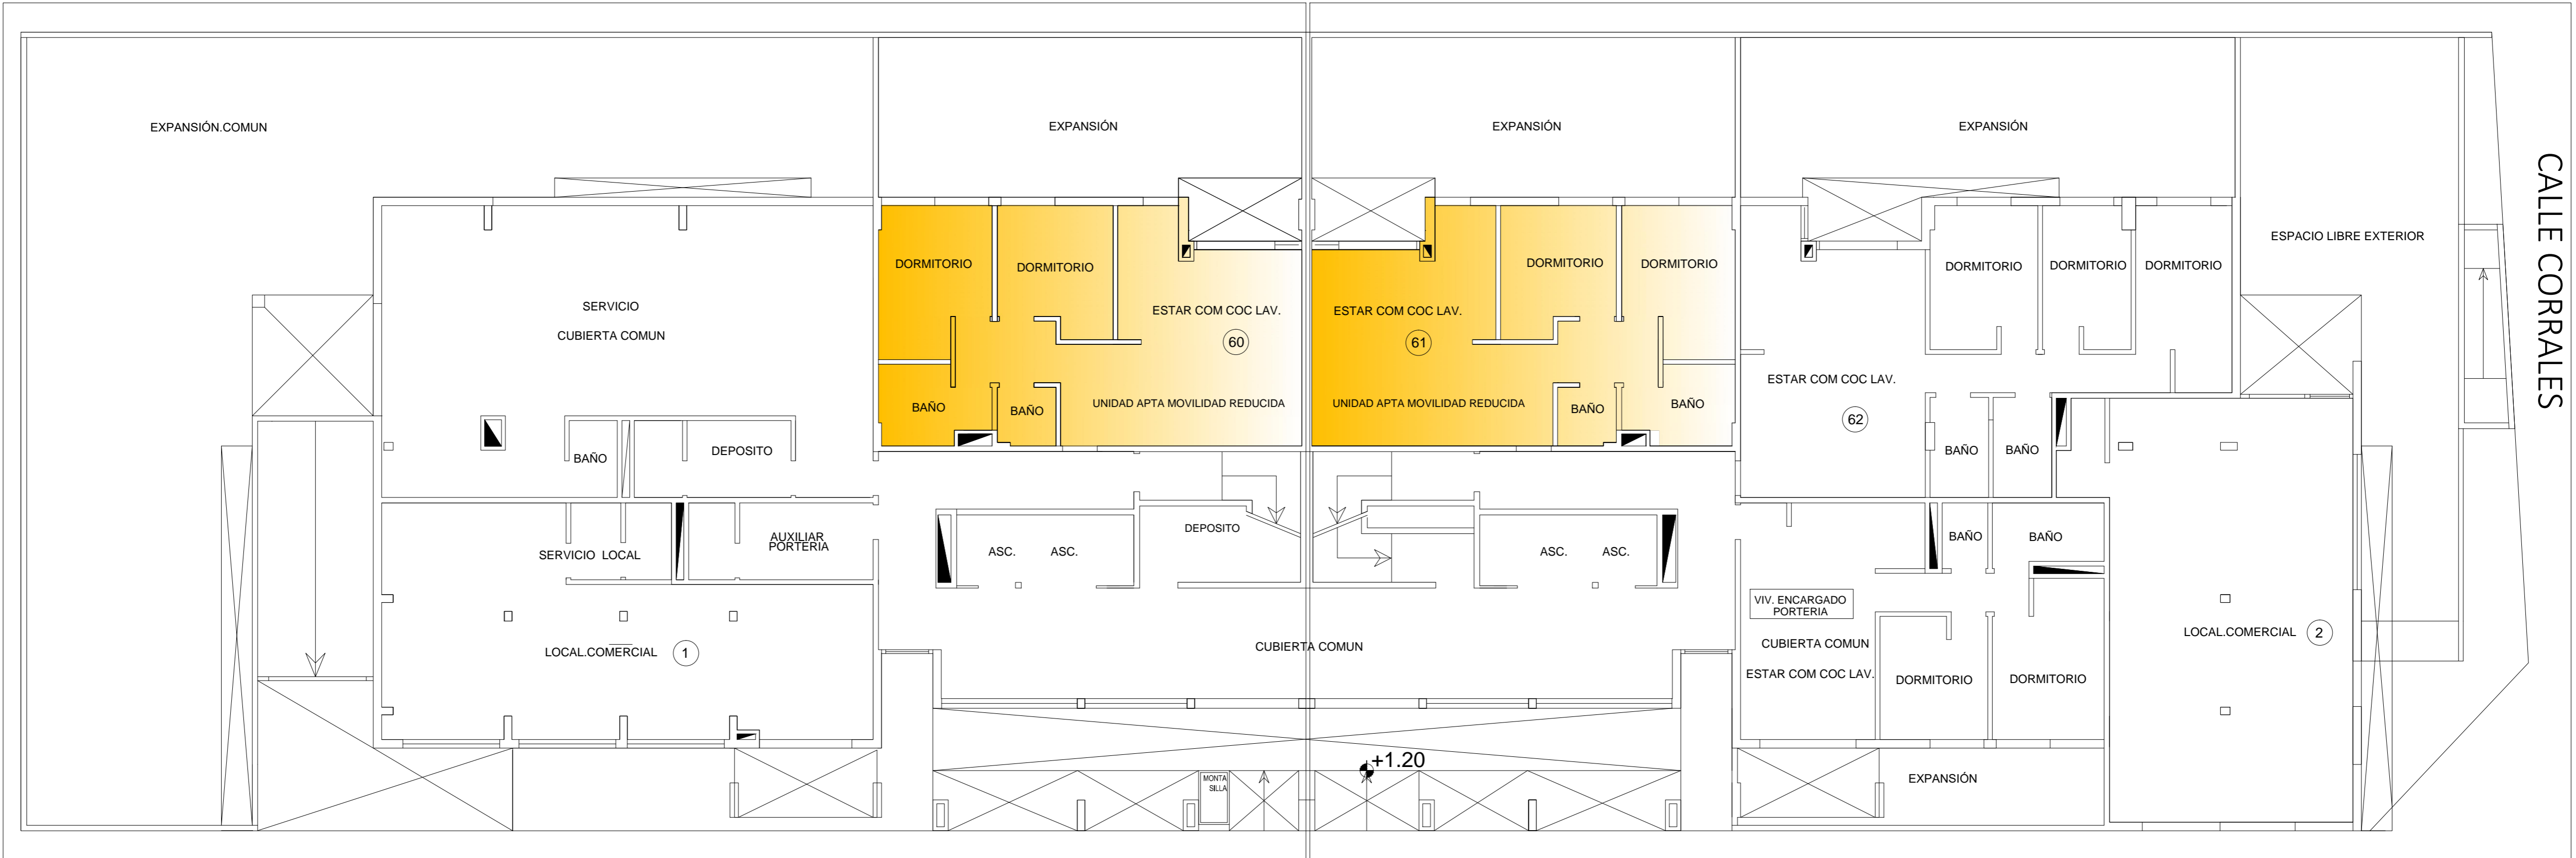 EXPANSIÓN.COMUN
EXPANSIÓN
EXPANSIÓN
EXPANSIÓN
CALLE CORRALES
ESPACIO LIBRE EXTERIOR
DORMITORIO
DORMITORIO
DORMITORIO
DORMITORIO
DORMITORIO
DORMITORIO
DORMITORIO
SERVICIO
CUBIERTA COMUN
ESTAR COM COC LAV.
60
ESTAR COM COC LAV.
61
ESTAR COM COC LAV.
62
BAÑO
BAÑO
UNIDAD APTA MOVILIDAD REDUCIDA
UNIDAD APTA MOVILIDAD REDUCIDA
BAÑO
BAÑO
BAÑO
DEPOSITO
BAÑO
BAÑO
SERVICIO LOCAL
AUXILIAR
PORTERIA
ASC.
ASC.
DEPOSITO
ASC.
ASC.
BAÑO
BAÑO
VIV. ENCARGADO
PORTERIA
LOCAL.COMERCIAL
1
CUBIERTA COMUN
CUBIERTA COMUN
ESTAR COM COC LAV.
DORMITORIO
DORMITORIO
LOCAL.COMERCIAL
2
+1.20
MONTA
SILLA
EXPANSIÓN